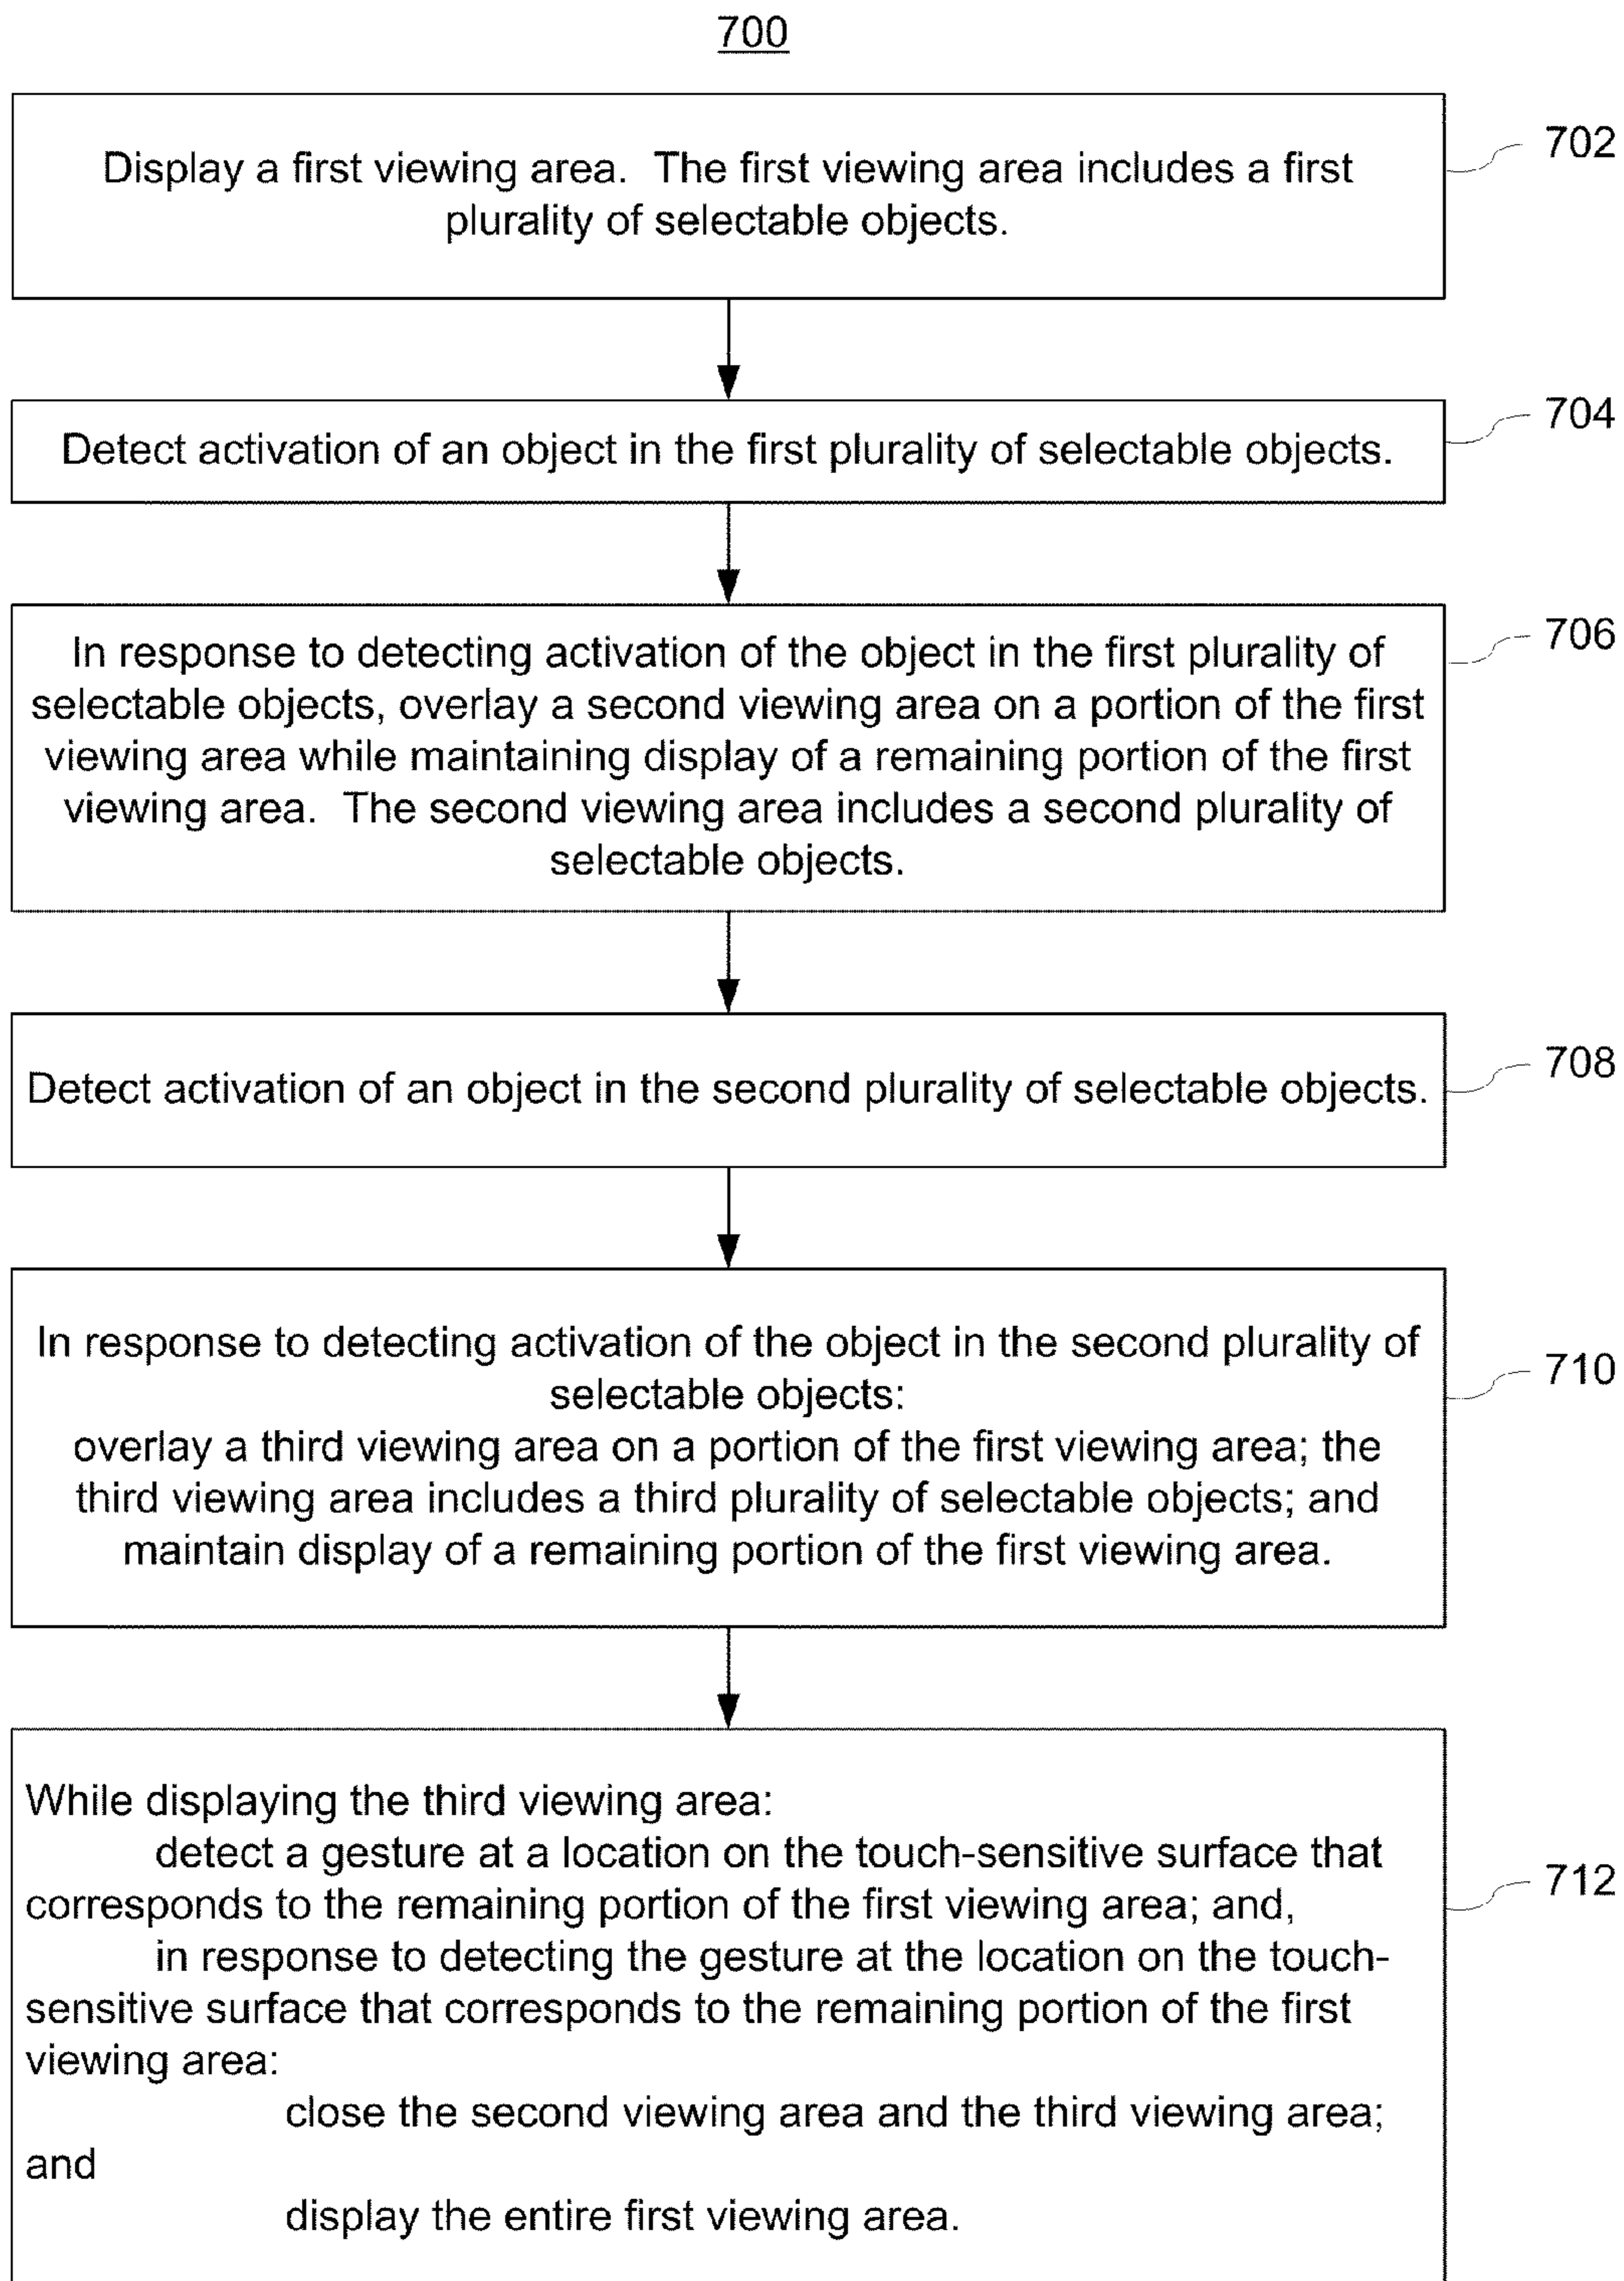 700
Display a first viewing area. The first viewing area includes a first
plurality of selectable objects.
702
Detect activation of an object in the first plurality of selectable objects.
704
In response to detecting activation of the object in the first plurality of
selectable objects, overlay a second viewing area on a portion of the first
viewing area while maintaining display of a remaining portion of the first
viewing area. The second viewing area includes a second plurality of
selectable objects.
706
Detect activation of an object in the second plurality of selectable objects.
708
In response to detecting activation of the object in the second plurality of
selectable objects:
overlay a third viewing area on a portion of the first viewing area; the
third viewing area includes a third plurality of selectable objects; and
maintain display of a remaining portion of the first viewing area.
710
While displaying the third viewing area:
detect a gesture at a location on the touch-sensitive surface that
corresponds to the remaining portion of the first viewing area; and,
in response to detecting the gesture at the location on the touch-
sensitive surface that corresponds to the remaining portion of the first
viewing area:
close the second viewing area and the third viewing area;
and
display the entire first viewing area.
712